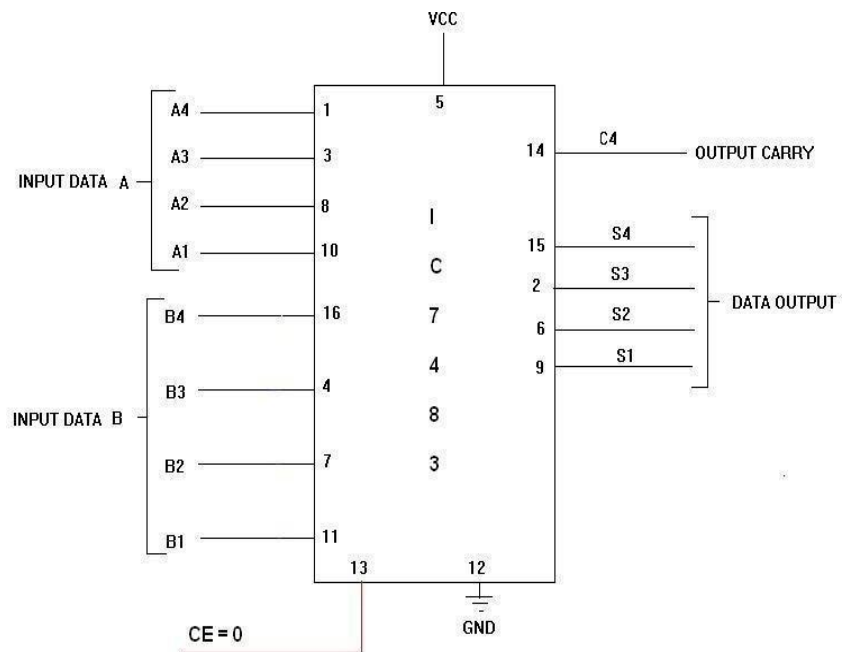 VCC
5
A4 1
A3 3
INPUT DATA A
A2 8
A1 10
14 C4 OUTPUT CARRY
I
C
7
4
8
3
15 S4
2 S3
DATA OUTPUT
6 S2
9 S1
B4 16
B3 4
INPUT DATA B
B2 7
B1 11
13
12
CE = 0
GND